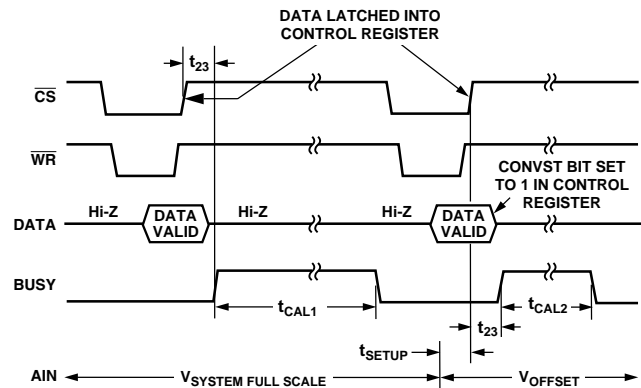 DATA LATCHED INTO
CONTROL REGISTER
t23
CS
WR
CONVST BIT SET
TO 1 IN CONTROL
REGISTER
Hi-Z
Hi-Z
Hi-Z
DATA
DATA
VALID
DATA
VALID
BUSY
tCAL1
tCAL2
t23
tSETUP
AIN
VSYSTEM FULL SCALE
VOFFSET